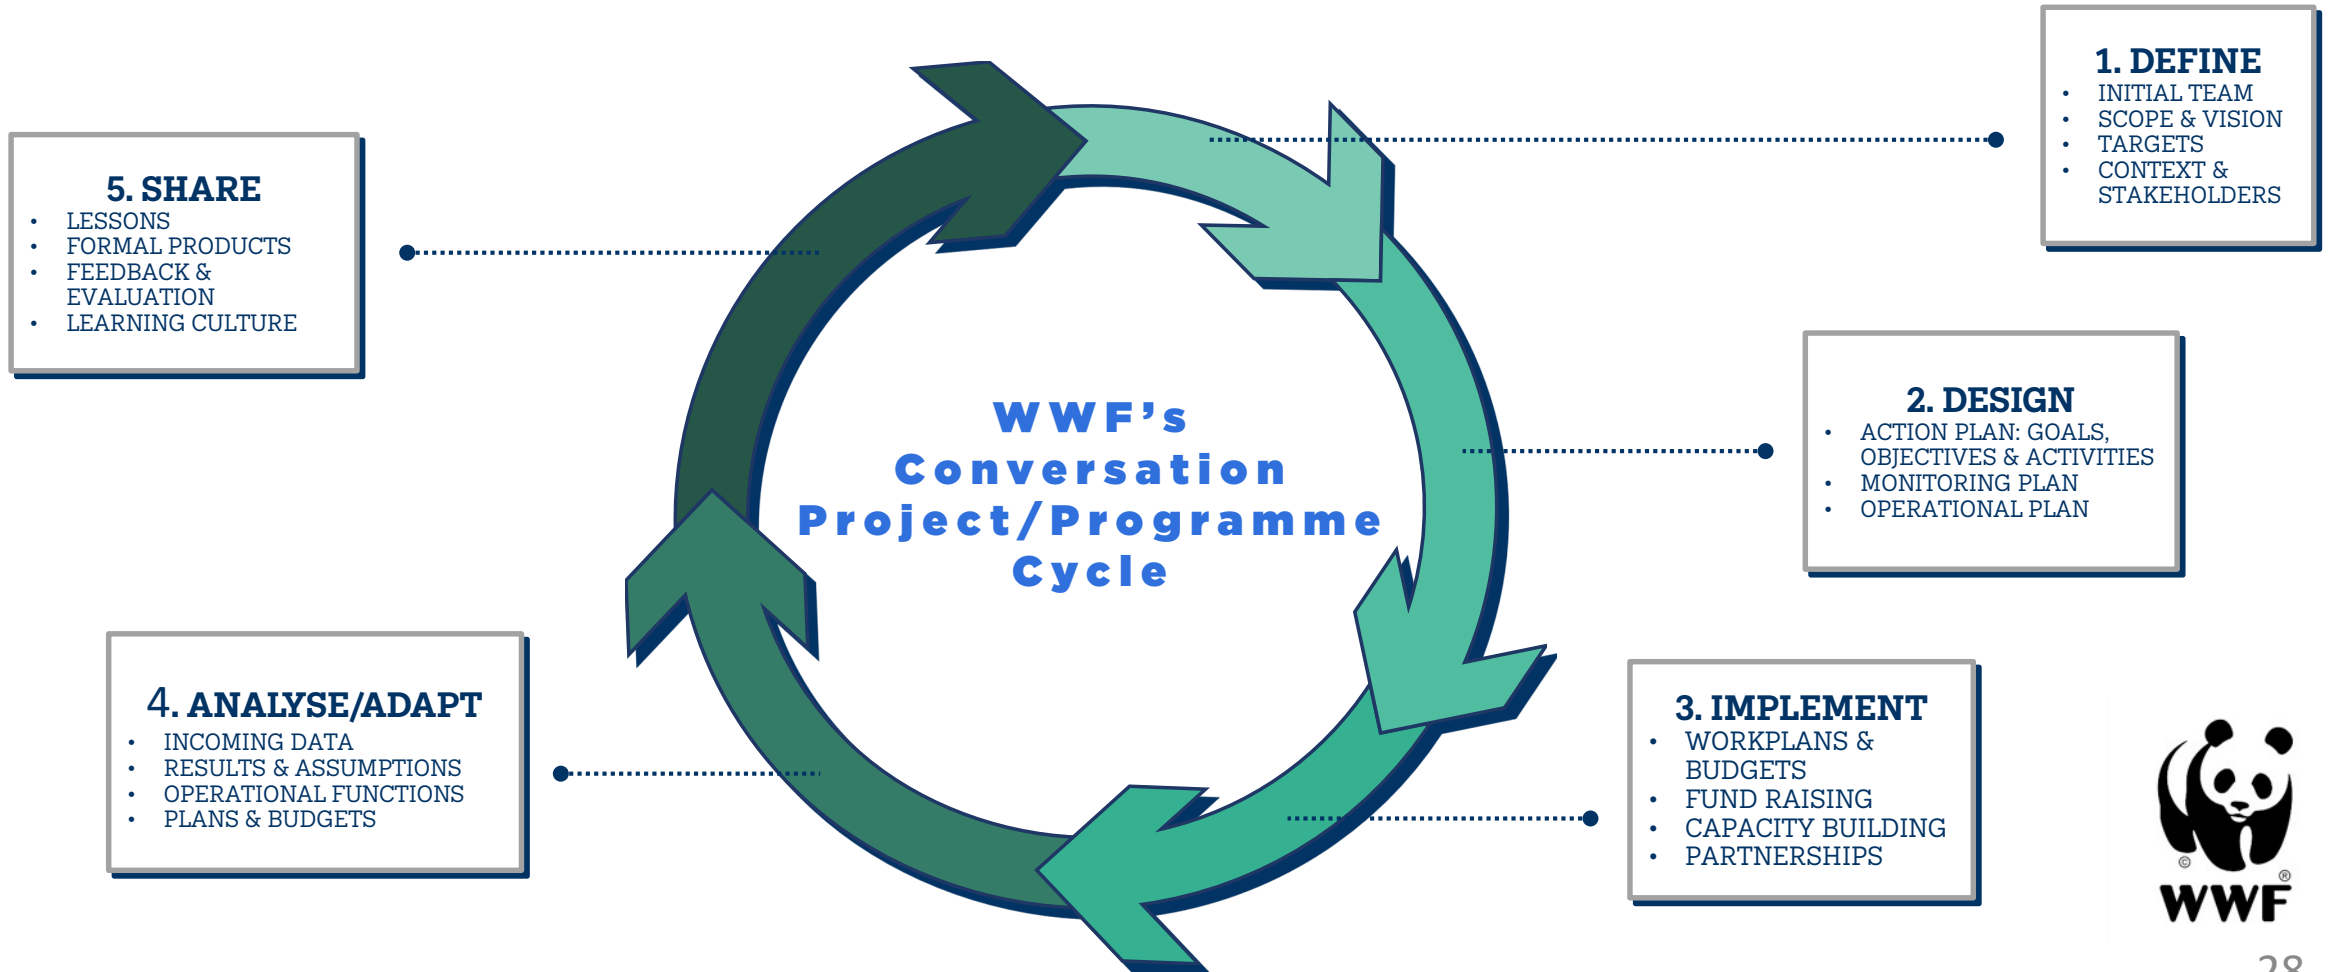 1. DEFINE
• INITIAL TEAM
• SCOPE & VISION
• TARGETS
• CONTEXT &
STAKEHOLDERS
5. SHARE
• LESSONS
• FORMAL PRODUCTS
• FEEDBACK &
EVALUATION
• LEARNING CULTURE
WWF's
Conversation
Project/Programme
Cycle
2. DESIGN
• ACTION PLAN: GOALS,
OBJECTIVES & ACTIVITIES
• MONITORING PLAN
• OPERATIONAL PLAN
4. ANALYSE/ADAPT
• INCOMING DATA
• RESULTS & ASSUMPTIONS
• OPERATIONAL FUNCTIONS
• PLANS & BUDGETS
3. IMPLEMENT
• WORKPLANS &
BUDGETS
• FUND RAISING
• CAPACITY BUILDING
• PARTNERSHIPS
©
®
WWF
28